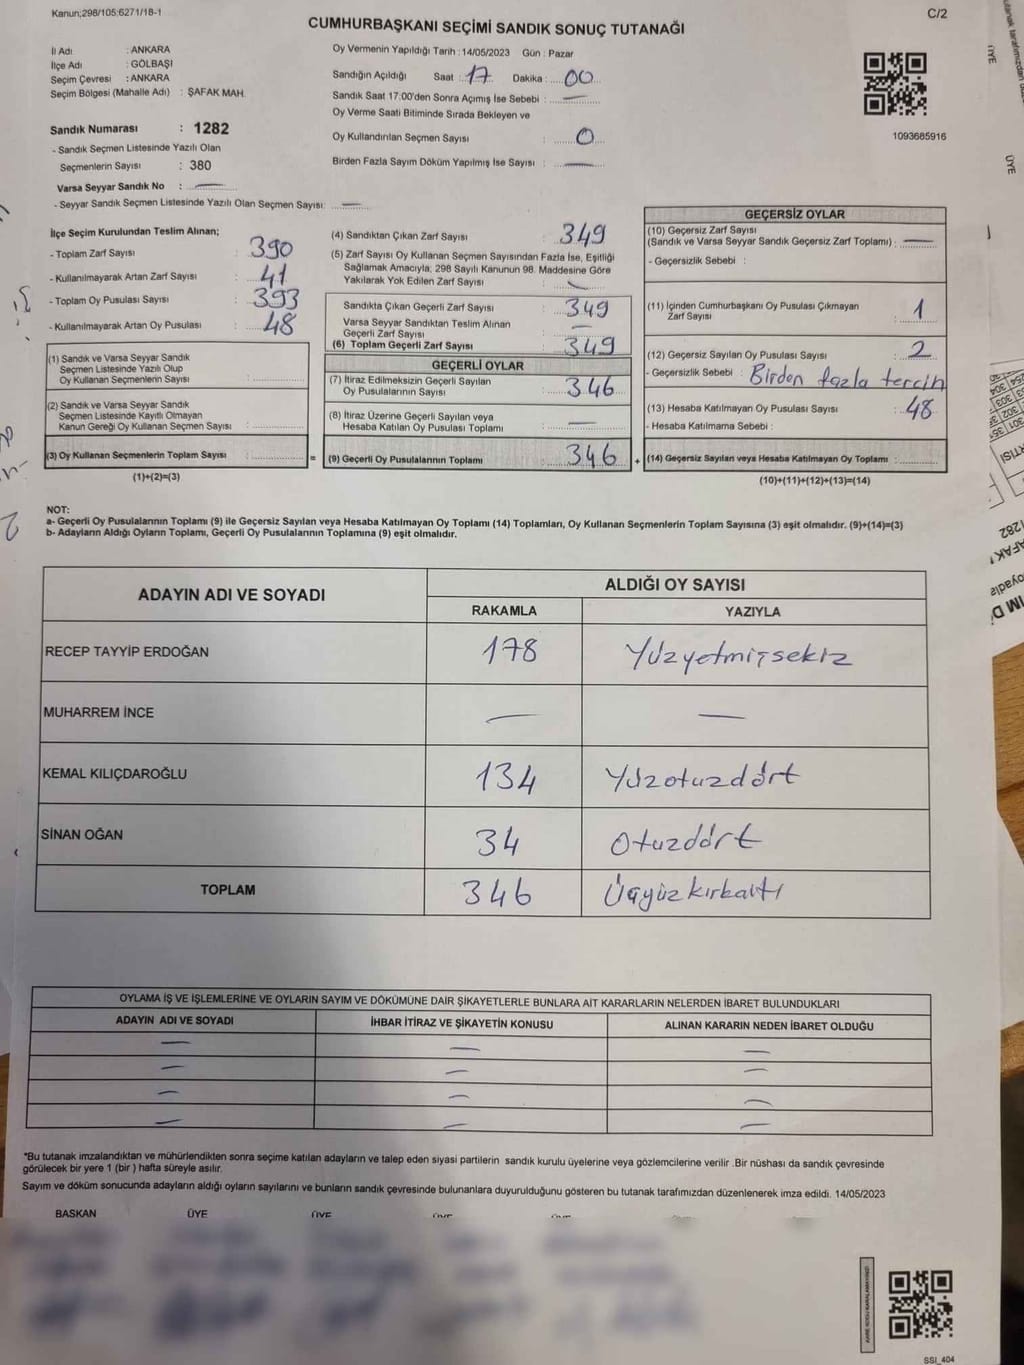 Kanun;298/105;6271/18-1
C/2
CUMHURBAŞKANI SEÇİMİ SANDIK SONUÇ TUTANAĞI
İl Adı : ANKARA
İlçe Adı : GÖLBAŞI
Seçim Çevresi : ANKARA
Seçim Bölgesi (Mahalle Adı) : ŞAFAK MAH.
Sandık Numarası : 1282
- Sandık Seçmen Listesinde Yazılı Olan
Seçmenlerin Sayısı : 380
Varsa Seyyar Sandık No : —
- Seyyar Sandık Seçmen Listesinde Yazılı Olan Seçmen Sayısı: —
Oy Vermenin Yapıldığı Tarih : 14/05/2023 Gün : Pazar
Sandığın Açıldığı Saat : 17 Dakika : 00
Sandık Saat 17:00'den Sonra Açımış İse Sebebi : —
Oy Verme Saati Bitiminde Sırada Bekleyen ve
Oy Kullandırılan Seçmen Sayısı : 0
Birden Fazla Sayım Döküm Yapılmış İse Sayısı : —
1093685916
İlçe Seçim Kurulundan Teslim Alınan;
- Toplam Zarf Sayısı : 390
- Kullanılmayarak Artan Zarf Sayısı : 41
- Toplam Oy Pusulası Sayısı : 393
- Kullanılmayarak Artan Oy Pusulası : 48
(1) Sandık ve Varsa Seyyar Sandık
Seçmen Listesinde Yazılı Olup
Oy Kullanan Seçmenlerin Sayısı :
(2) Sandık ve Varsa Seyyar Sandık
Seçmen Listesinde Kayıtlı Olmayan
Kanun Gereği Oy Kullanan Seçmen Sayısı :
(3) Oy Kullanan Seçmenlerin Toplam Sayısı :
(1)+(2)=(3)
(4) Sandıktan Çıkan Zarf Sayısı : 349
(5) Zarf Sayısı Oy Kullanan Seçmen Sayısından Fazla İse, Eşitliği
Sağlamak Amacıyla; 298 Sayılı Kanunun 98. Maddesine Göre
Yakılarak Yok Edilen Zarf Sayısı : —
Sandıkta Çıkan Geçerli Zarf Sayısı : 349
Varsa Seyyar Sandıktan Teslim Alınan
Geçerli Zarf Sayısı : —
(6) Toplam Geçerli Zarf Sayısı : 349
GEÇERLİ OYLAR
(7) İtiraz Edilmeksizin Geçerli Sayılan
Oy Pusulalarının Sayısı : 346
(8) İtiraz Üzerine Geçerli Sayılan veya
Hesaba Katılan Oy Pusulası Toplamı : —
= (9) Geçerli Oy Pusulalarının Toplamı : 346 +
GEÇERSİZ OYLAR
(10) Geçersiz Zarf Sayısı
(Sandık ve Varsa Seyyar Sandık Geçersiz Zarf Toplamı) : —
- Geçersizlik Sebebi :
(11) İçinden Cumhurbaşkanı Oy Pusulası Çıkmayan
Zarf Sayısı : 1
(12) Geçersiz Sayılan Oy Pusulası Sayısı : 2
- Geçersizlik Sebebi : Birden fazla tercih
(13) Hesaba Katılmayan Oy Pusulası Sayısı : 48
- Hesaba Katılmama Sebebi :
(14) Geçersiz Sayılan veya Hesaba Katılmayan Oy Toplamı :
(10)+(11)+(12)+(13)=(14)
NOT:
a- Geçerli Oy Pusulalarının Toplamı (9) ile Geçersiz Sayılan veya Hesaba Katılmayan Oy Toplamı (14) Toplamları, Oy Kullanan Seçmenlerin Toplam Sayısına (3) eşit olmalıdır. (9)+(14)=(3)
b- Adayların Aldığı Oyların Toplamı, Geçerli Oy Pusulalarının Toplamına (9) eşit olmalıdır.
ADAYIN ADI VE SOYADI ALDIĞI OY SAYISI
RAKAMLA YAZIYLA
RECEP TAYYİP ERDOĞAN 178 Yüzyetmişsekiz
MUHARREM İNCE — —
KEMAL KILIÇDAROĞLU 134 Yüzotuzdört
SİNAN OĞAN 34 Otuzdört
TOPLAM 346 Üçyüzkırkaltı
OYLAMA İŞ VE İŞLEMLERİNE VE OYLARIN SAYIM VE DÖKÜMÜNE DAİR ŞİKAYETLERLE BUNLARA AİT KARARLARIN NELERDEN İBARET BULUNDUKLARI
ADAYIN ADI VE SOYADI İHBAR İTİRAZ VE ŞİKAYETİN KONUSU ALINAN KARARIN NEDEN İBARET OLDUĞU
— — —
— — —
— — —
— — —
*Bu tutanak imzalandıktan ve mühürlendikten sonra seçime katılan adayların ve talep eden siyasi partilerin sandık kurulu üyelerine veya gözlemcilerine verilir .Bir nüshası da sandık çevresinde
görülecek bir yere 1 (bir ) hafta süreyle asılır.
Sayım ve döküm sonucunda adayların aldığı oyların sayılarını ve bunların sandık çevresinde bulunanlara duyurulduğunu gösteren bu tutanak tarafımızdan düzenlenerek imza edildi. 14/05/2023
BAŞKAN ÜYE ÜYE ÜYE ÜYE
SSI_404